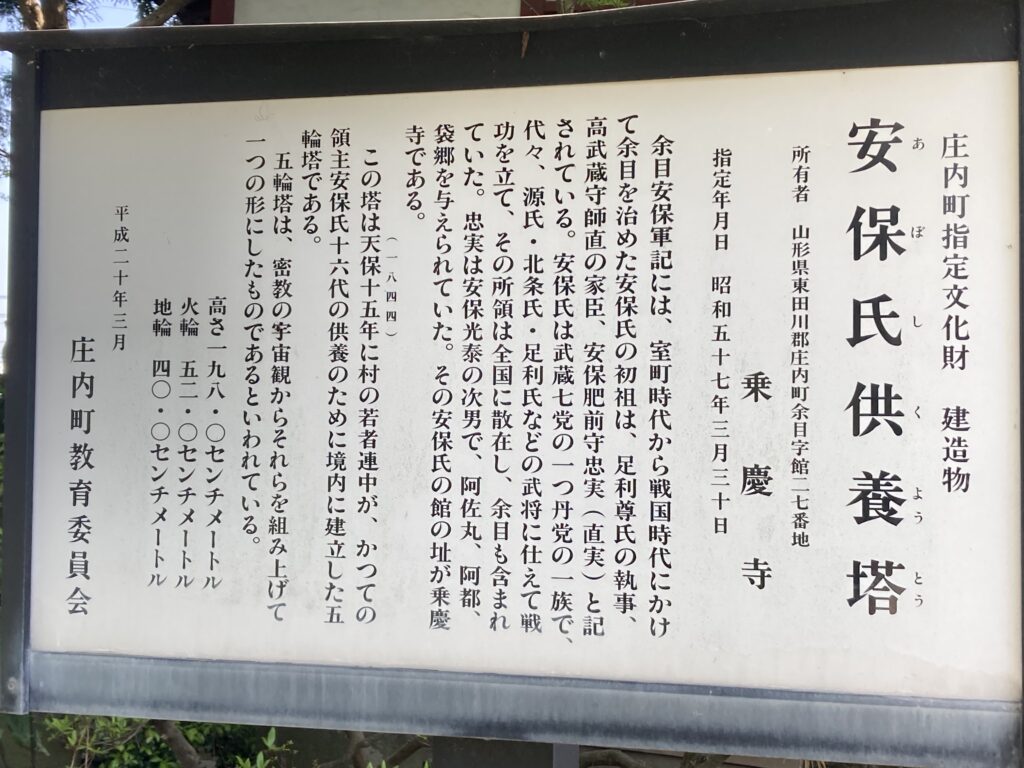 庄内町指定文化財　建造物
安保氏供養塔
あぼしくようとう
所有者　山形県東田川郡庄内町余目字館二七番地
乗慶寺
指定年月日　昭和五十七年三月三十日
余目安保軍記には、室町時代から戦国時代にかけ
て余目を治めた安保氏の初祖は、足利尊氏の執事、
高武蔵守師直の家臣、安保肥前守忠実（直実）と記
されている。安保氏は武蔵七党の一つ丹党の一族で、
代々、源氏・北条氏・足利氏などの武将に仕えて戦
功を立て、その所領は全国に散在し、余目も含まれ
ていた。忠実は安保光泰の次男で、阿佐丸、阿都、
袋郷を与えられていた。その安保氏の館の址が乗慶
寺である。
（一八四四）
この塔は天保十五年に村の若者連中が、かつての
領主安保氏十六代の供養のために境内に建立した五
輪塔である。
五輪塔は、密教の宇宙観からそれらを組み上げて
一つの形にしたものであるといわれている。
高さ一九八・〇センチメートル
火輪　五二・〇センチメートル
地輪　四〇・〇センチメートル
平成二十年三月
庄内町教育委員会